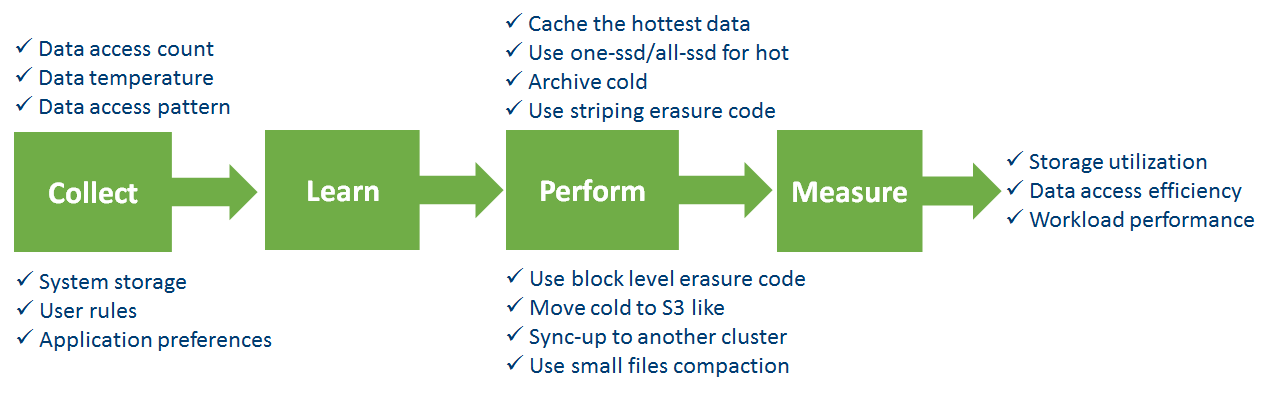 ✓ Data access count
✓ Data temperature
✓ Data access pattern
✓ Cache the hottest data
✓ Use one-ssd/all-ssd for hot
✓ Archive cold
✓ Use striping erasure code
Collect
Learn
Perform
Measure
✓ Storage utilization
✓ Data access efficiency
✓ Workload performance
✓ System storage
✓ User rules
✓ Application preferences
✓ Use block level erasure code
✓ Move cold to S3 like
✓ Sync-up to another cluster
✓ Use small files compaction